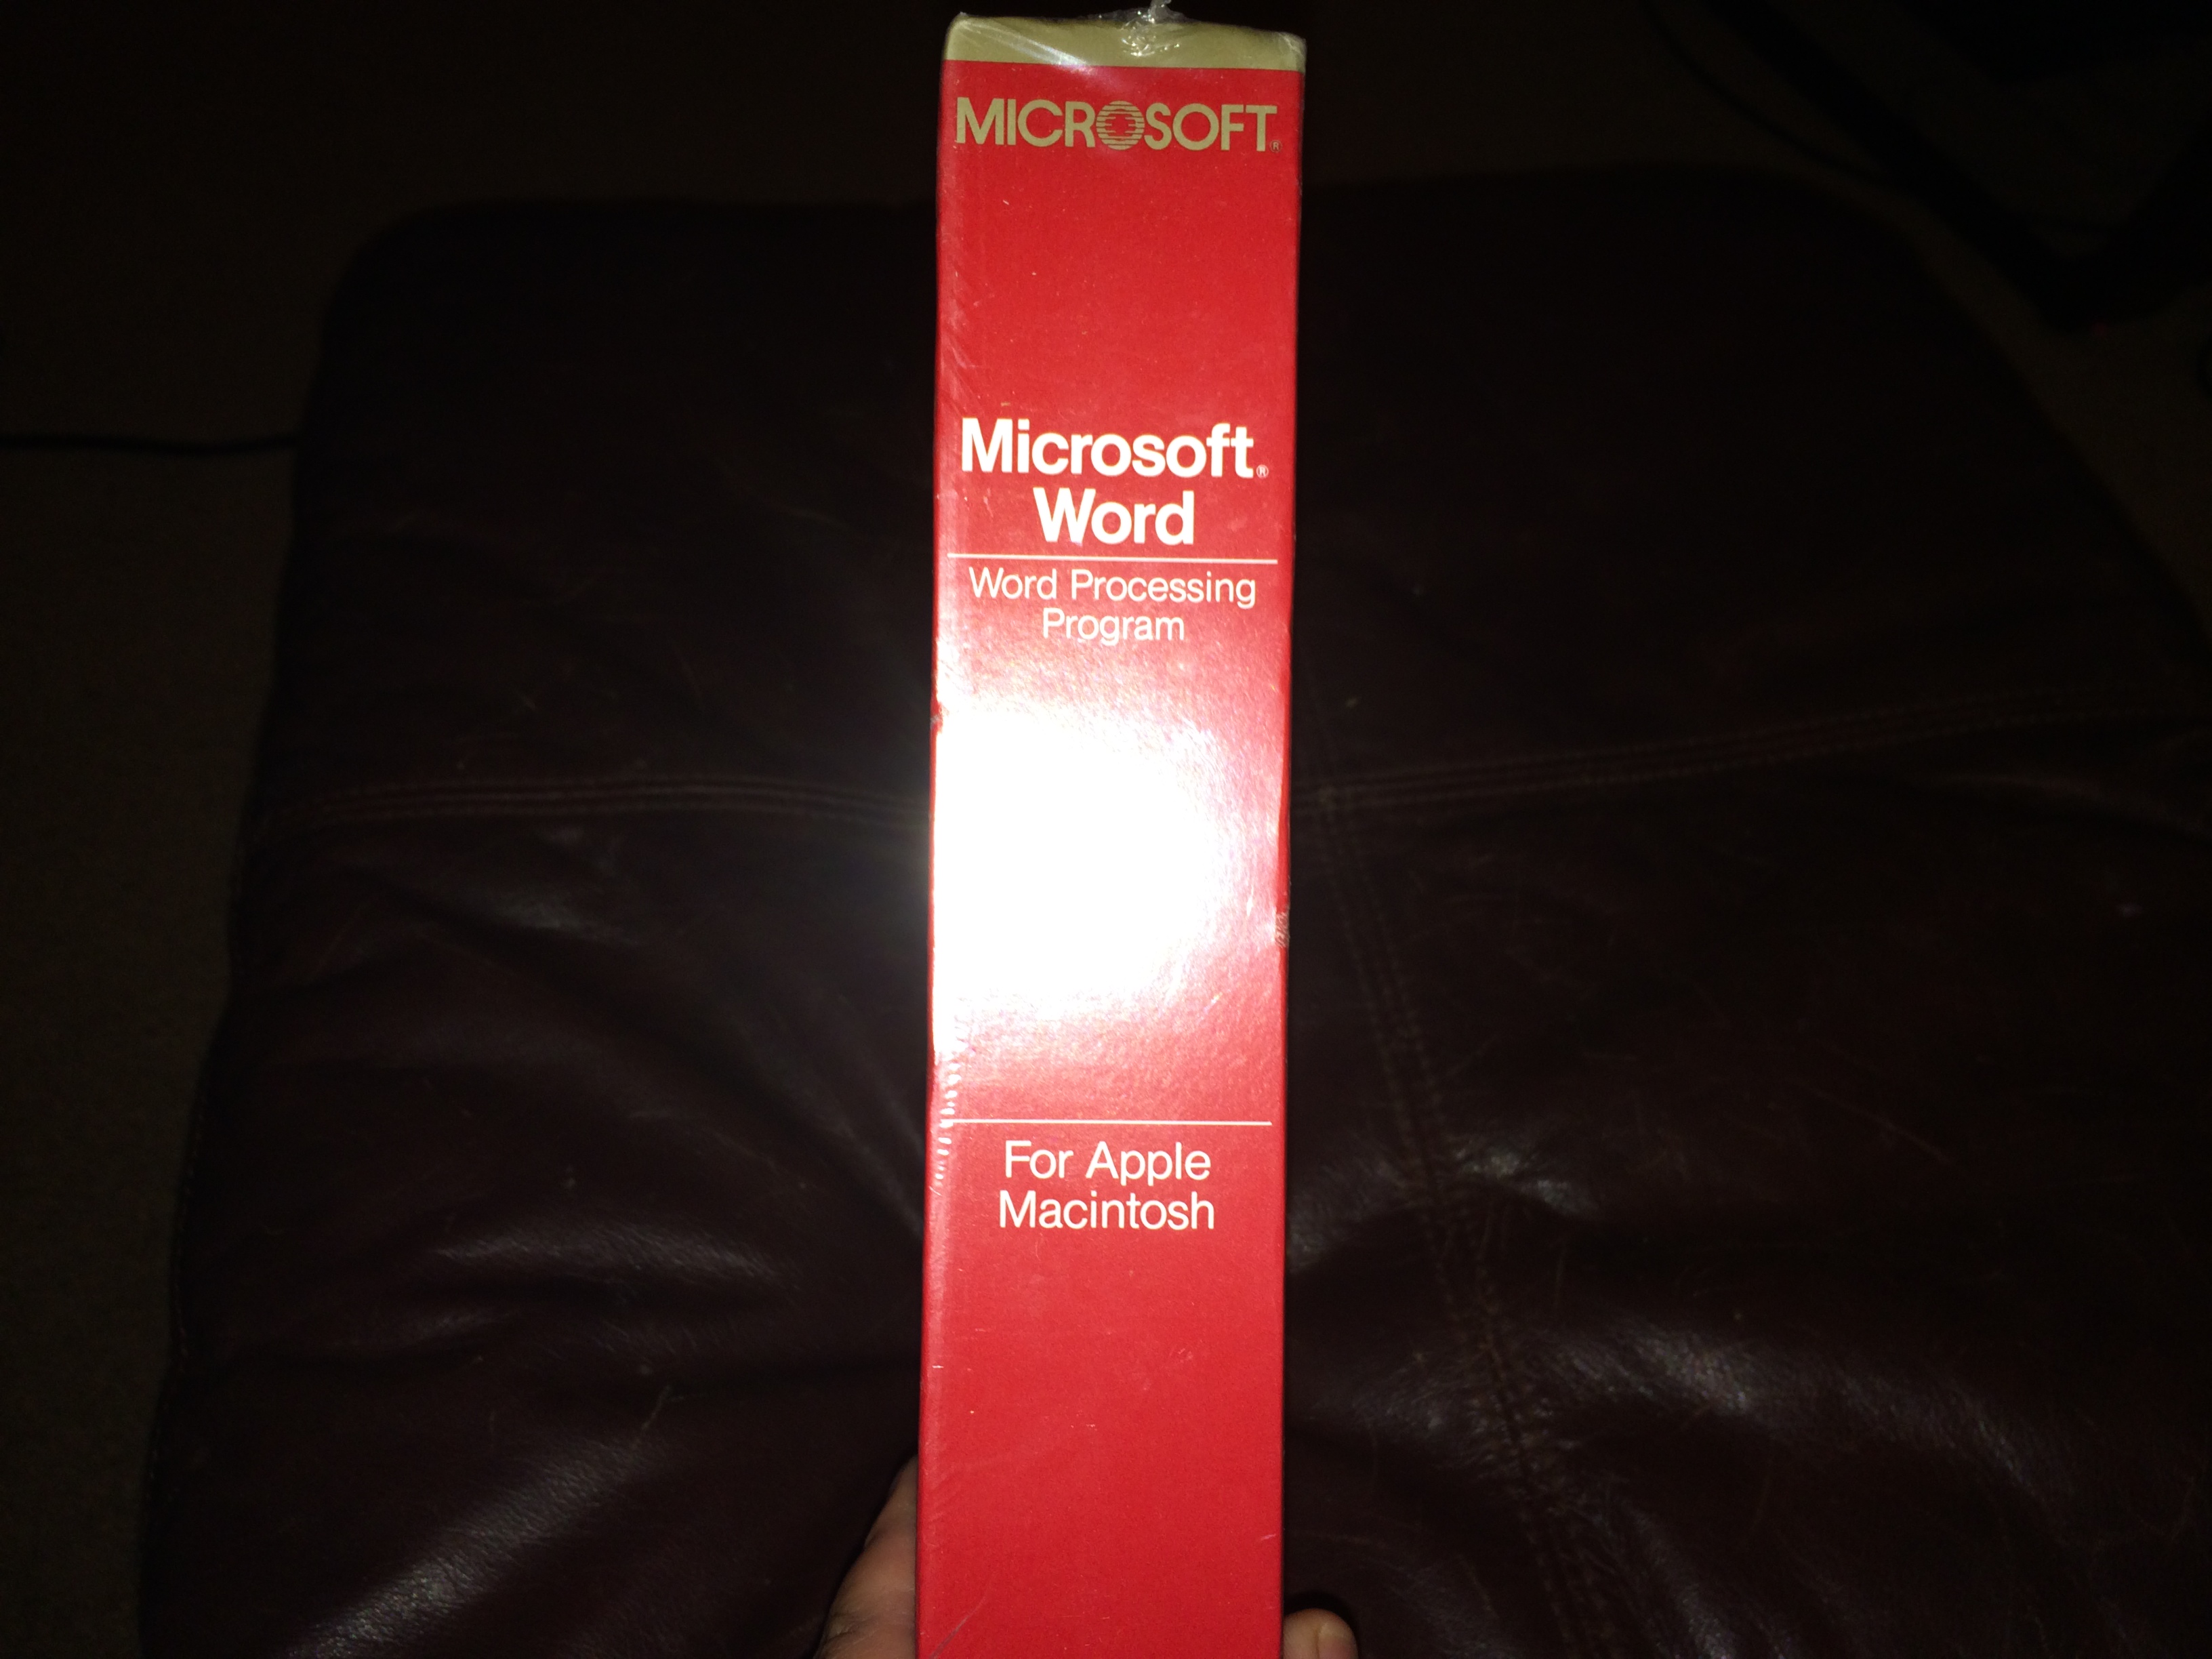 MICROSOFT®
Microsoft®
Word
Word Processing
Program
For Apple
Macintosh